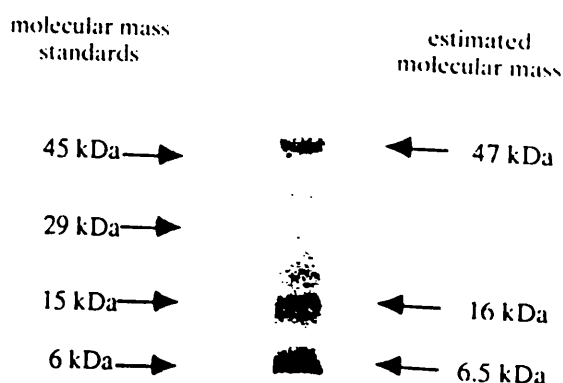 molecular mass
standards
estimated
molecular mass
45 kDa
47 kDa
29 kDa
15 kDa
16 kDa
6 kDa
6.5 kDa